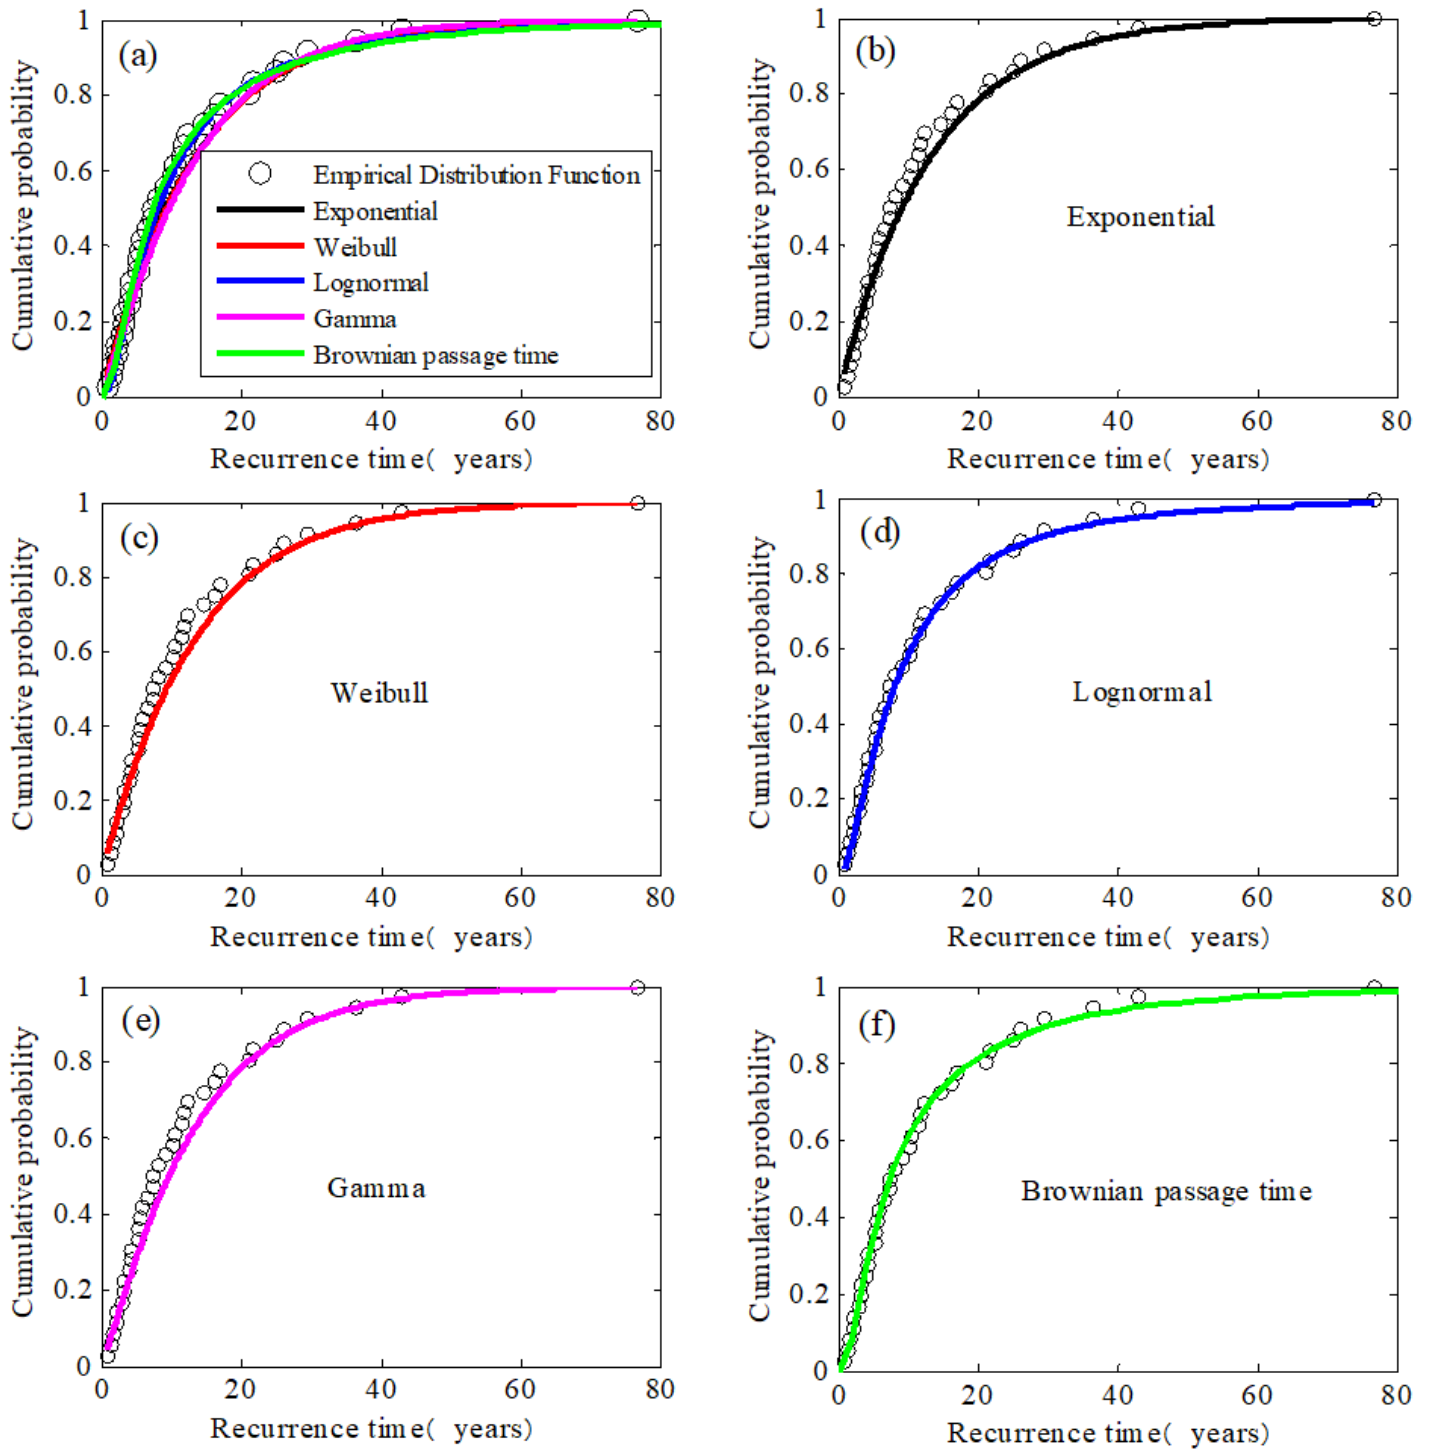 (a)
Cumulative probability
1
0.8
0.6
0.4
0.2
0
Empirical Distribution Function
Exponential
Weibull
Lognormal
Gamma
Brownian passage time
0 20 40 60 80
Recurrence time( years)
(b)
Cumulative probability
1
0.8
0.6
0.4
0.2
0
Exponential
0 20 40 60 80
Recurrence time( years)
(c)
Cumulative probability
1
0.8
0.6
0.4
0.2
0
Weibull
0 20 40 60 80
Recurrence time( years)
(d)
Cumulative probability
1
0.8
0.6
0.4
0.2
0
Lognormal
0 20 40 60 80
Recurrence time( years)
(e)
Cumulative probability
1
0.8
0.6
0.4
0.2
0
Gamma
0 20 40 60 80
Recurrence time( years)
(f)
Cumulative probability
1
0.8
0.6
0.4
0.2
0
Brownian passage time
0 20 40 60 80
Recurrence time( years)